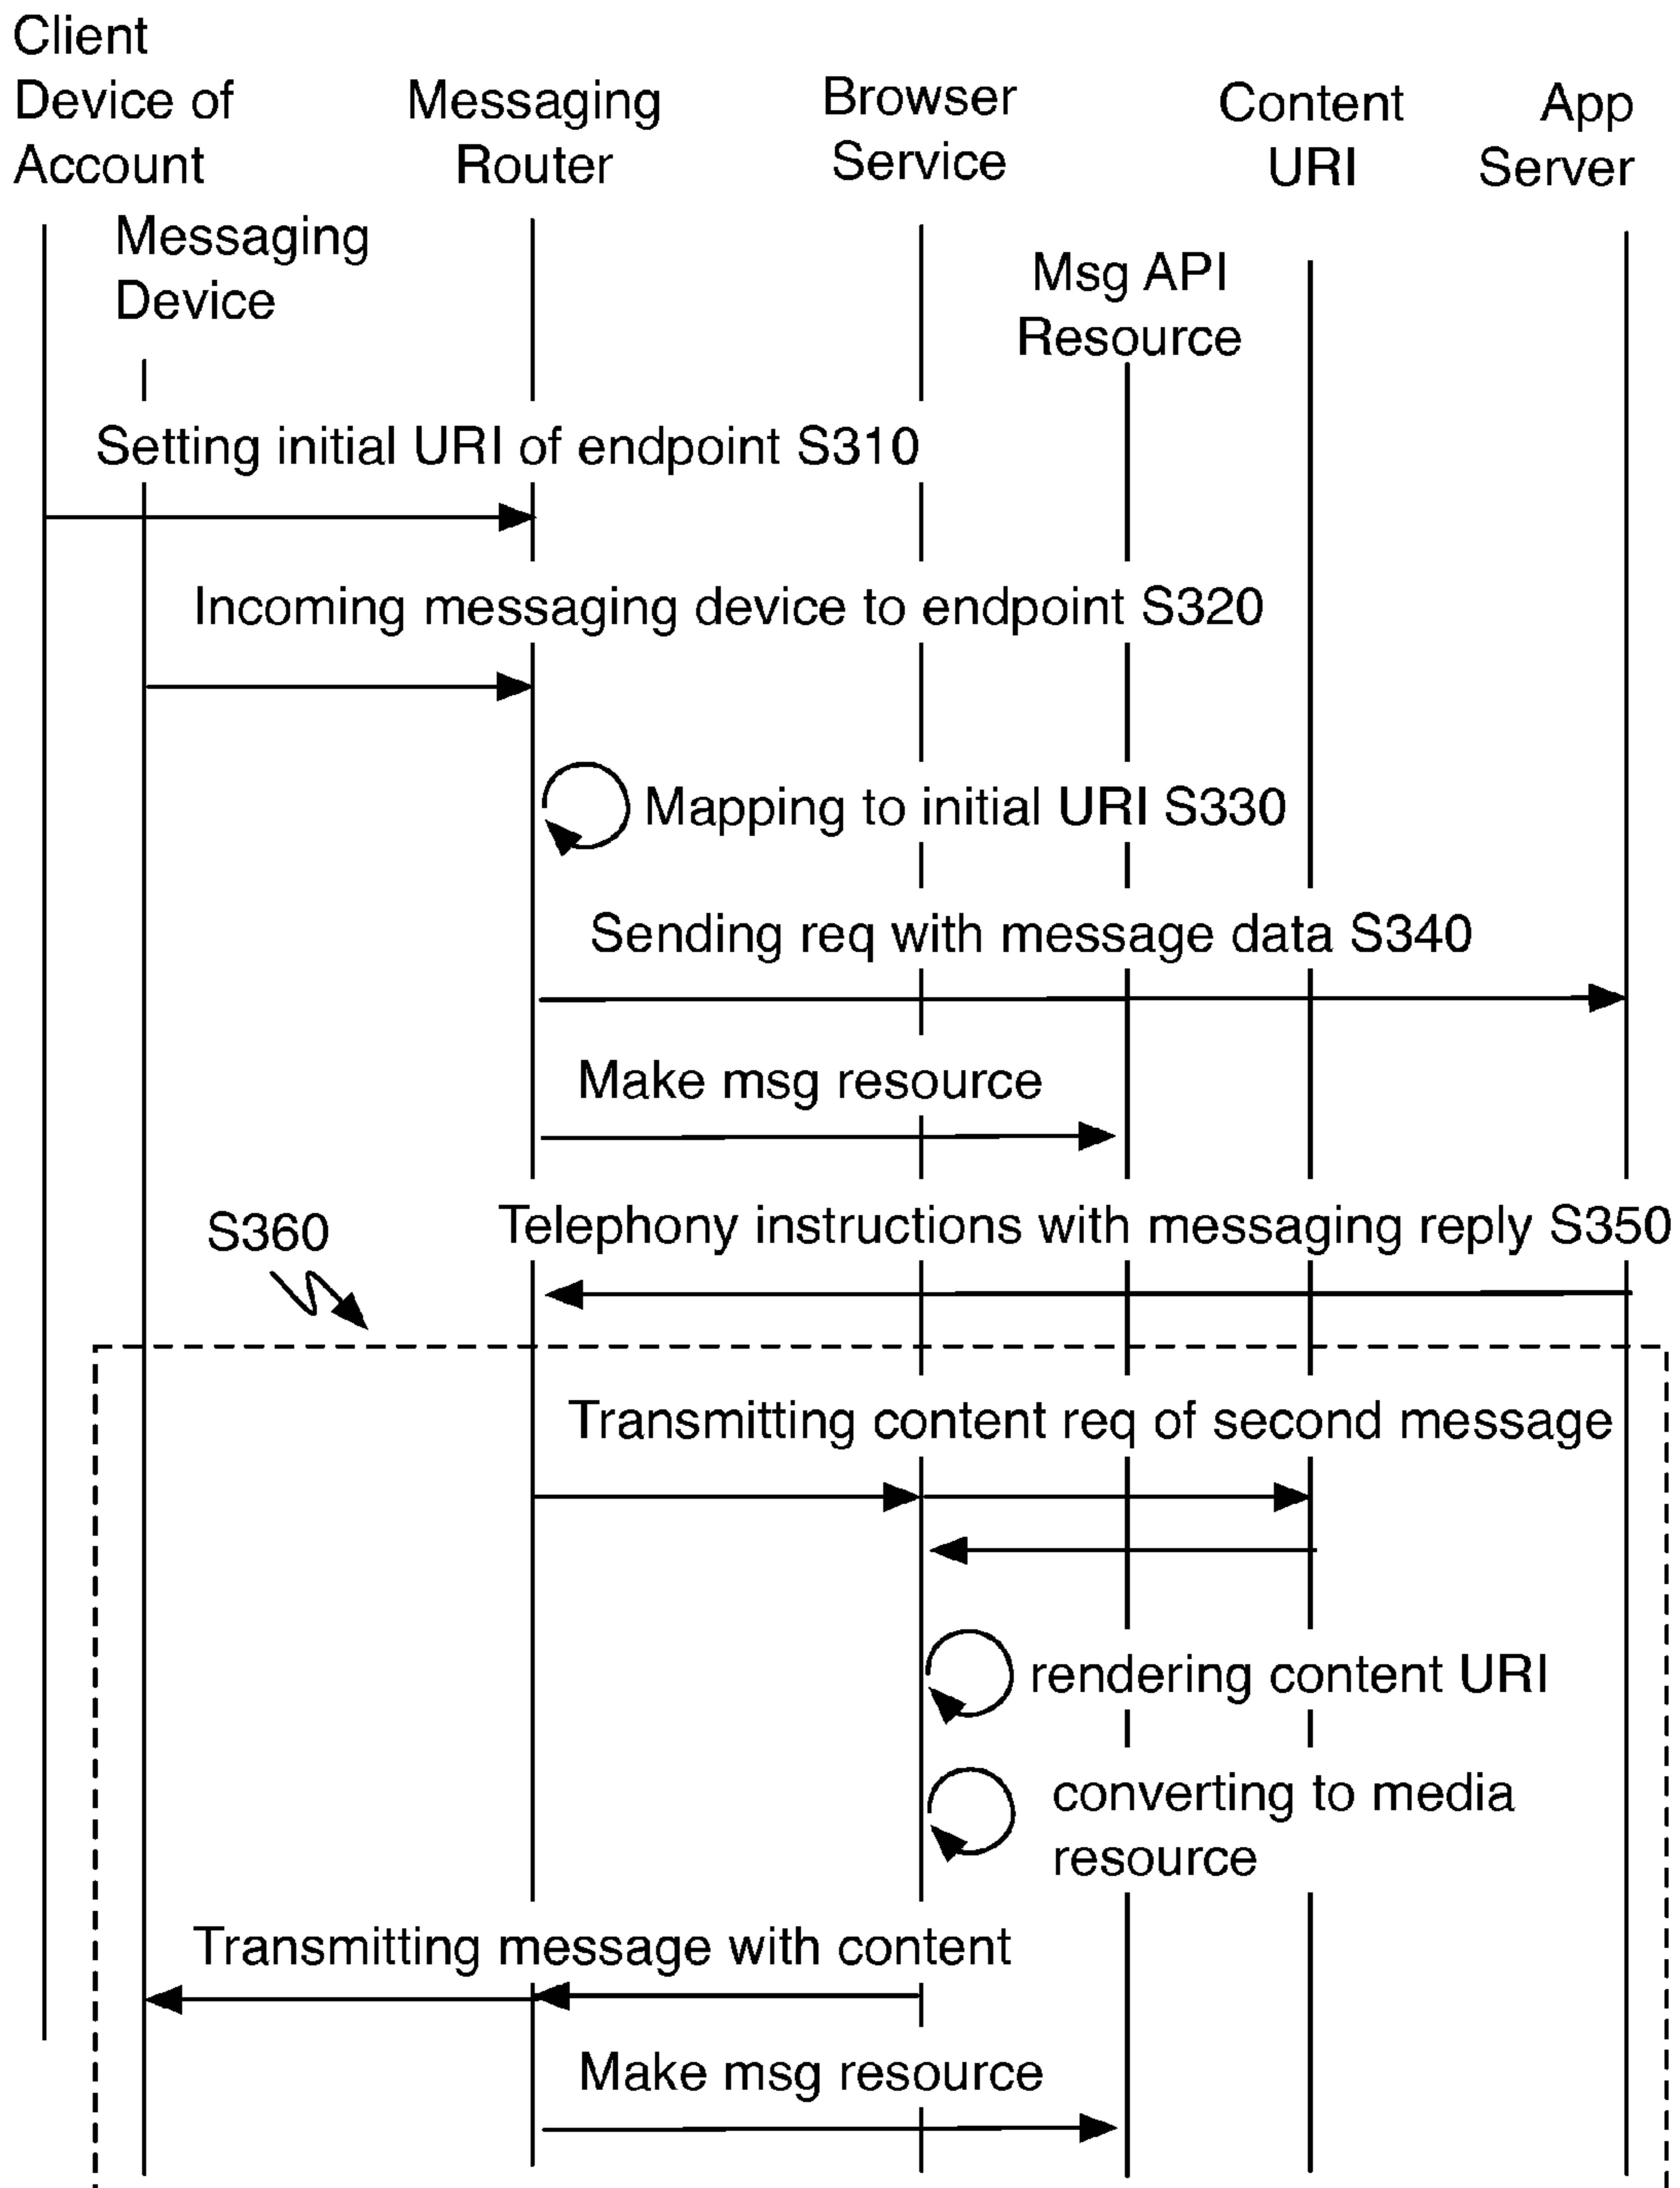 Client
Device of
Account
Messaging
Device
Messaging
Router
Browser
Service
Msg API
Resource
Content
URI
App
Server
Setting initial URI of endpoint S310
Incoming messaging device to endpoint S320
Mapping to initial URI S330
Sending req with message data S340
Make msg resource
Telephony instructions with messaging reply S350
S360
Transmitting content req of second message
rendering content URI
converting to media
resource
Transmitting message with content
Make msg resource